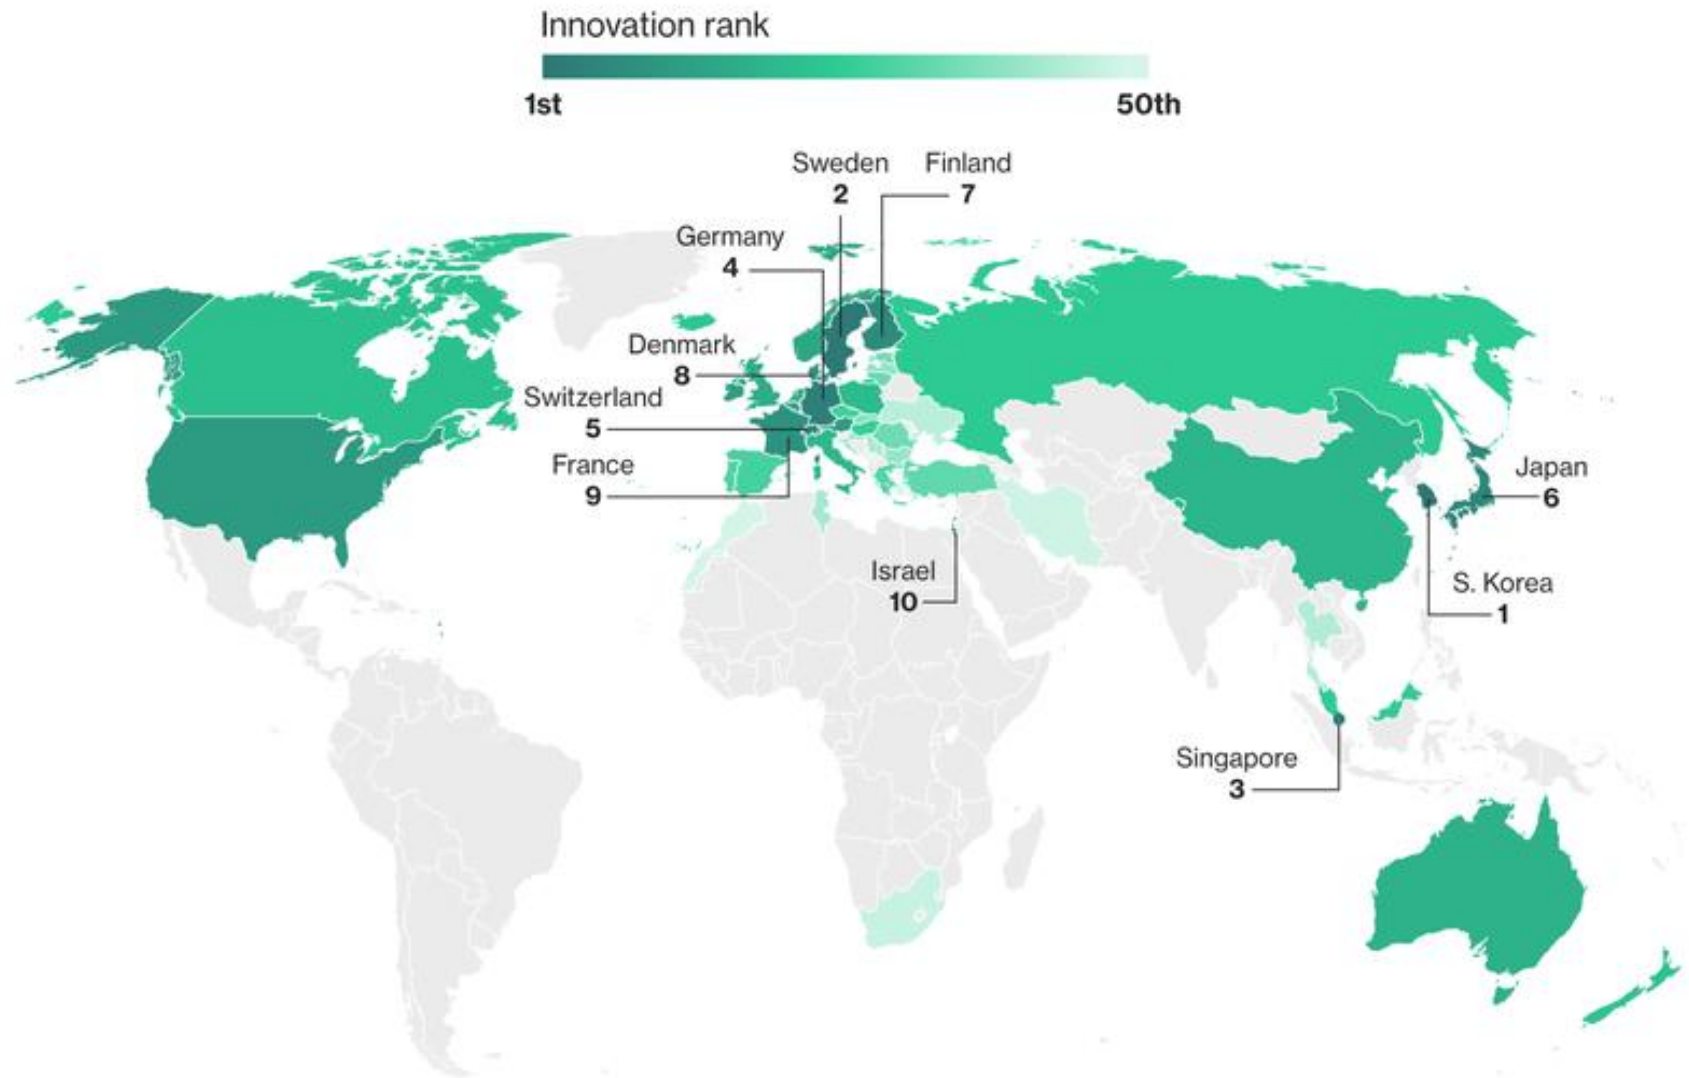 Innovation rank
1st
50th
Sweden
2
Finland
7
Germany
4
Denmark
8
Switzerland
5
France
9
Japan
6
Israel
10
S. Korea
1
Singapore
3